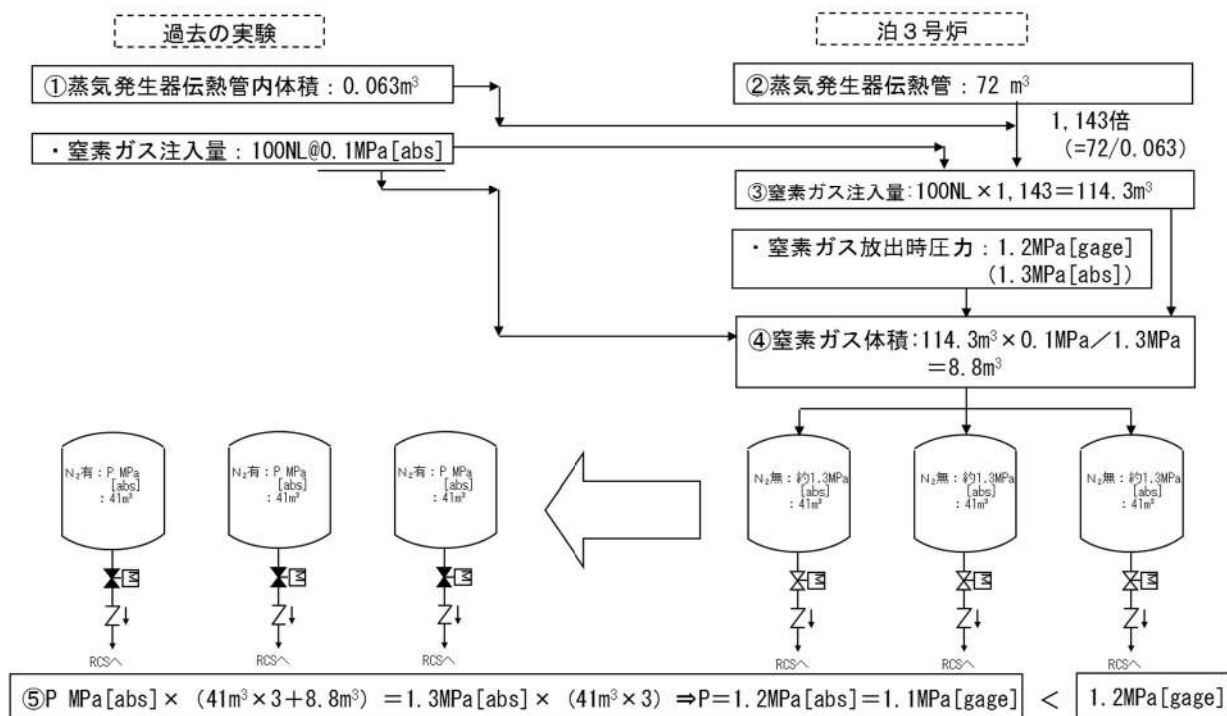 過去の実験
泊３号炉
①蒸気発生器伝熱管内体積：0.063m³
②蒸気発生器伝熱管：72 m³
1,143倍
(=72/0.063)
・窒素ガス注入量：100NL@0.1MPa[abs]
③窒素ガス注入量:100NL×1,143＝114.3m³
・窒素ガス放出時圧力：1.2MPa[gage]
(1.3MPa[abs])
④窒素ガス体積:114.3m³×0.1MPa／1.3MPa
＝8.8m³
N₂有：P MPa
[abs]
：41m³
N₂有：P MPa
[abs]
：41m³
N₂有：P MPa
[abs]
：41m³
N₂無：約1.3MPa
[abs]
：41m³
N₂無：約1.3MPa
[abs]
：41m³
N₂無：約1.3MPa
[abs]
：41m³
M
M
M
M
M
M
RCSへ
RCSへ
RCSへ
RCSへ
RCSへ
RCSへ
⑤P MPa[abs]×（41m³×3＋8.8m³）＝1.3MPa[abs]×（41m³×3）⇒P＝1.2MPa[abs]＝1.1MPa[gage] ＜ 1.2MPa[gage]